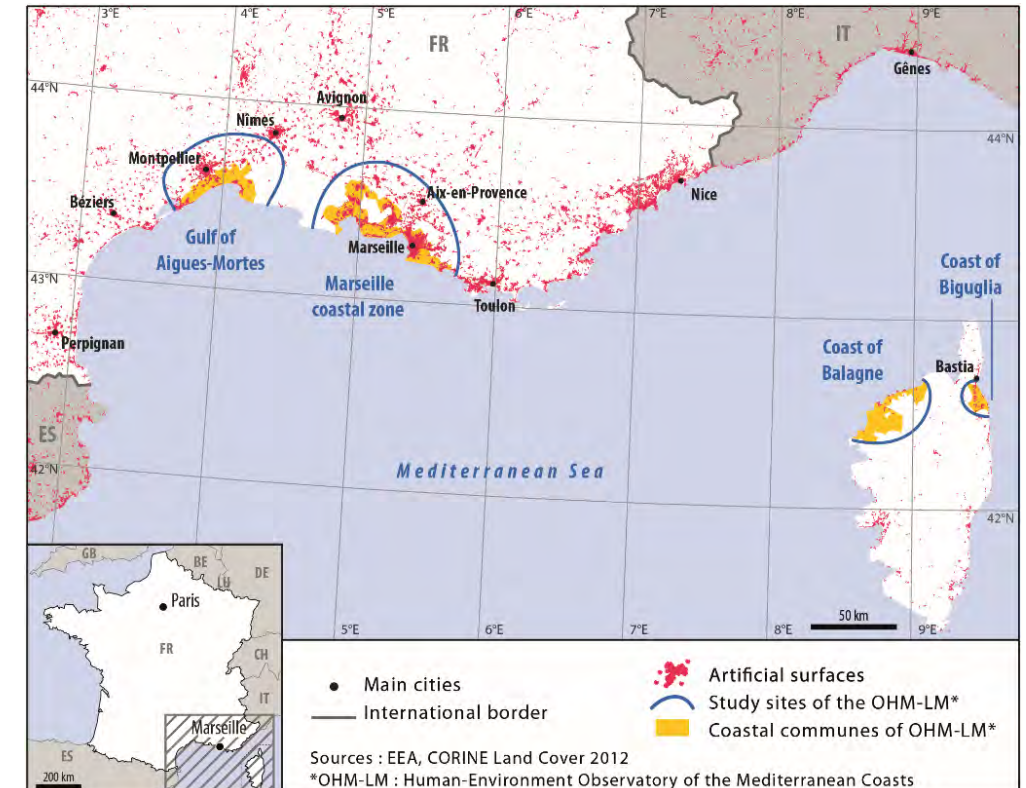 3°E 4°E 5°E 6°E 7°E 8°E 9°E
FR
IT
Gênes
44°N
Avignon
Nîmes
44°N
Montpellier
Aix-en-Provence
Nice
Béziers
Marseille
Gulf of
Aigues-Mortes
43°N
Marseille
coastal zone
Toulon
Coast of
Biguglia
Perpignan
Coast of
Balagne
Bastia
ES
42°N
Mediterranean Sea
42°N
50 km
5°E 6°E 7°E 8°E 9°E
GB
BE
LU
DE
Paris
FR
CH
IT
Marseille
ES
200 km
Main cities
International border
Artificial surfaces
Study sites of the OHM-LM*
Coastal communes of OHM-LM*
Sources : EEA, CORINE Land Cover 2012
*OHM-LM : Human-Environment Observatory of the Mediterranean Coasts